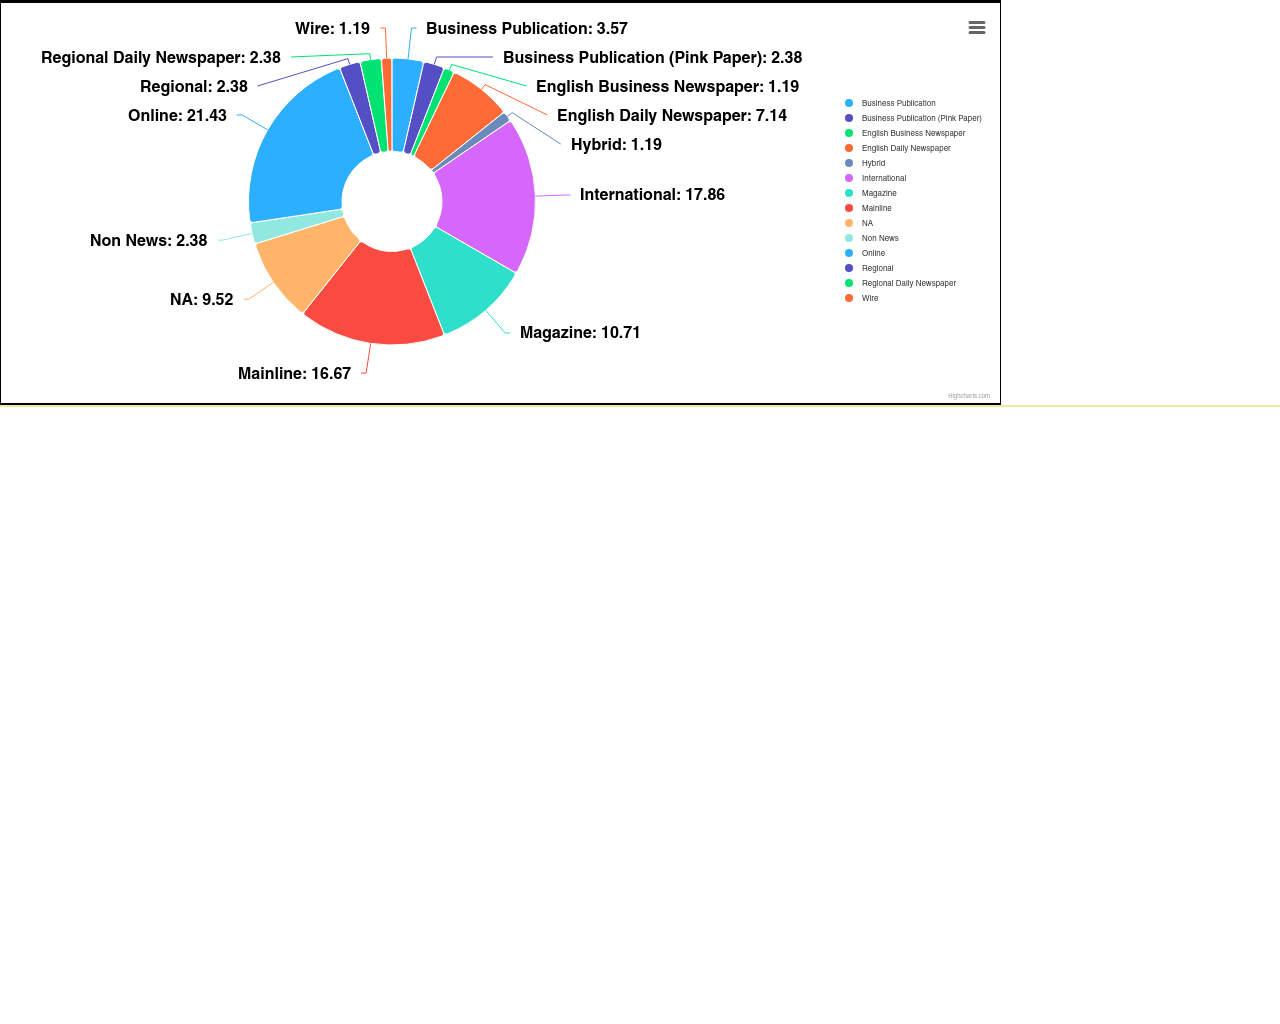 Wire: 1.19
Business Publication: 3.57
Regional Daily Newspaper: 2.38
Business Publication (Pink Paper): 2.38
Regional: 2.38
English Business Newspaper: 1.19
Online: 21.43
English Daily Newspaper: 7.14
Hybrid: 1.19
International: 17.86
Non News: 2.38
NA: 9.52
Magazine: 10.71
Mainline: 16.67
Business Publication
Business Publication (Pink Paper)
English Business Newspaper
English Daily Newspaper
Hybrid
International
Magazine
Mainline
NA
Non News
Online
Regional
Regional Daily Newspaper
Wire
Highcharts.com